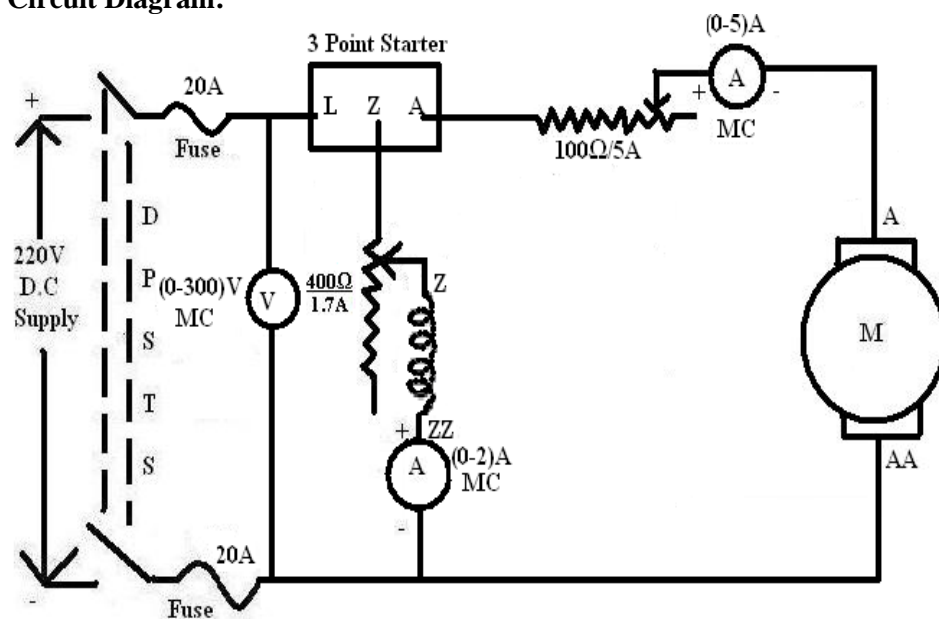 Circuit Diagram:
(0-5)A
3 Point Starter
20A
+
L Z A
A
+ -
MC
Fuse
100Ω/5A
D
P
S
T
S
220V
D.C
Supply
(0-300)V
MC
V
400Ω
1.7A
Z
A
M
AA
+ ZZ
A
(0-2)A
MC
-
20A
-
Fuse